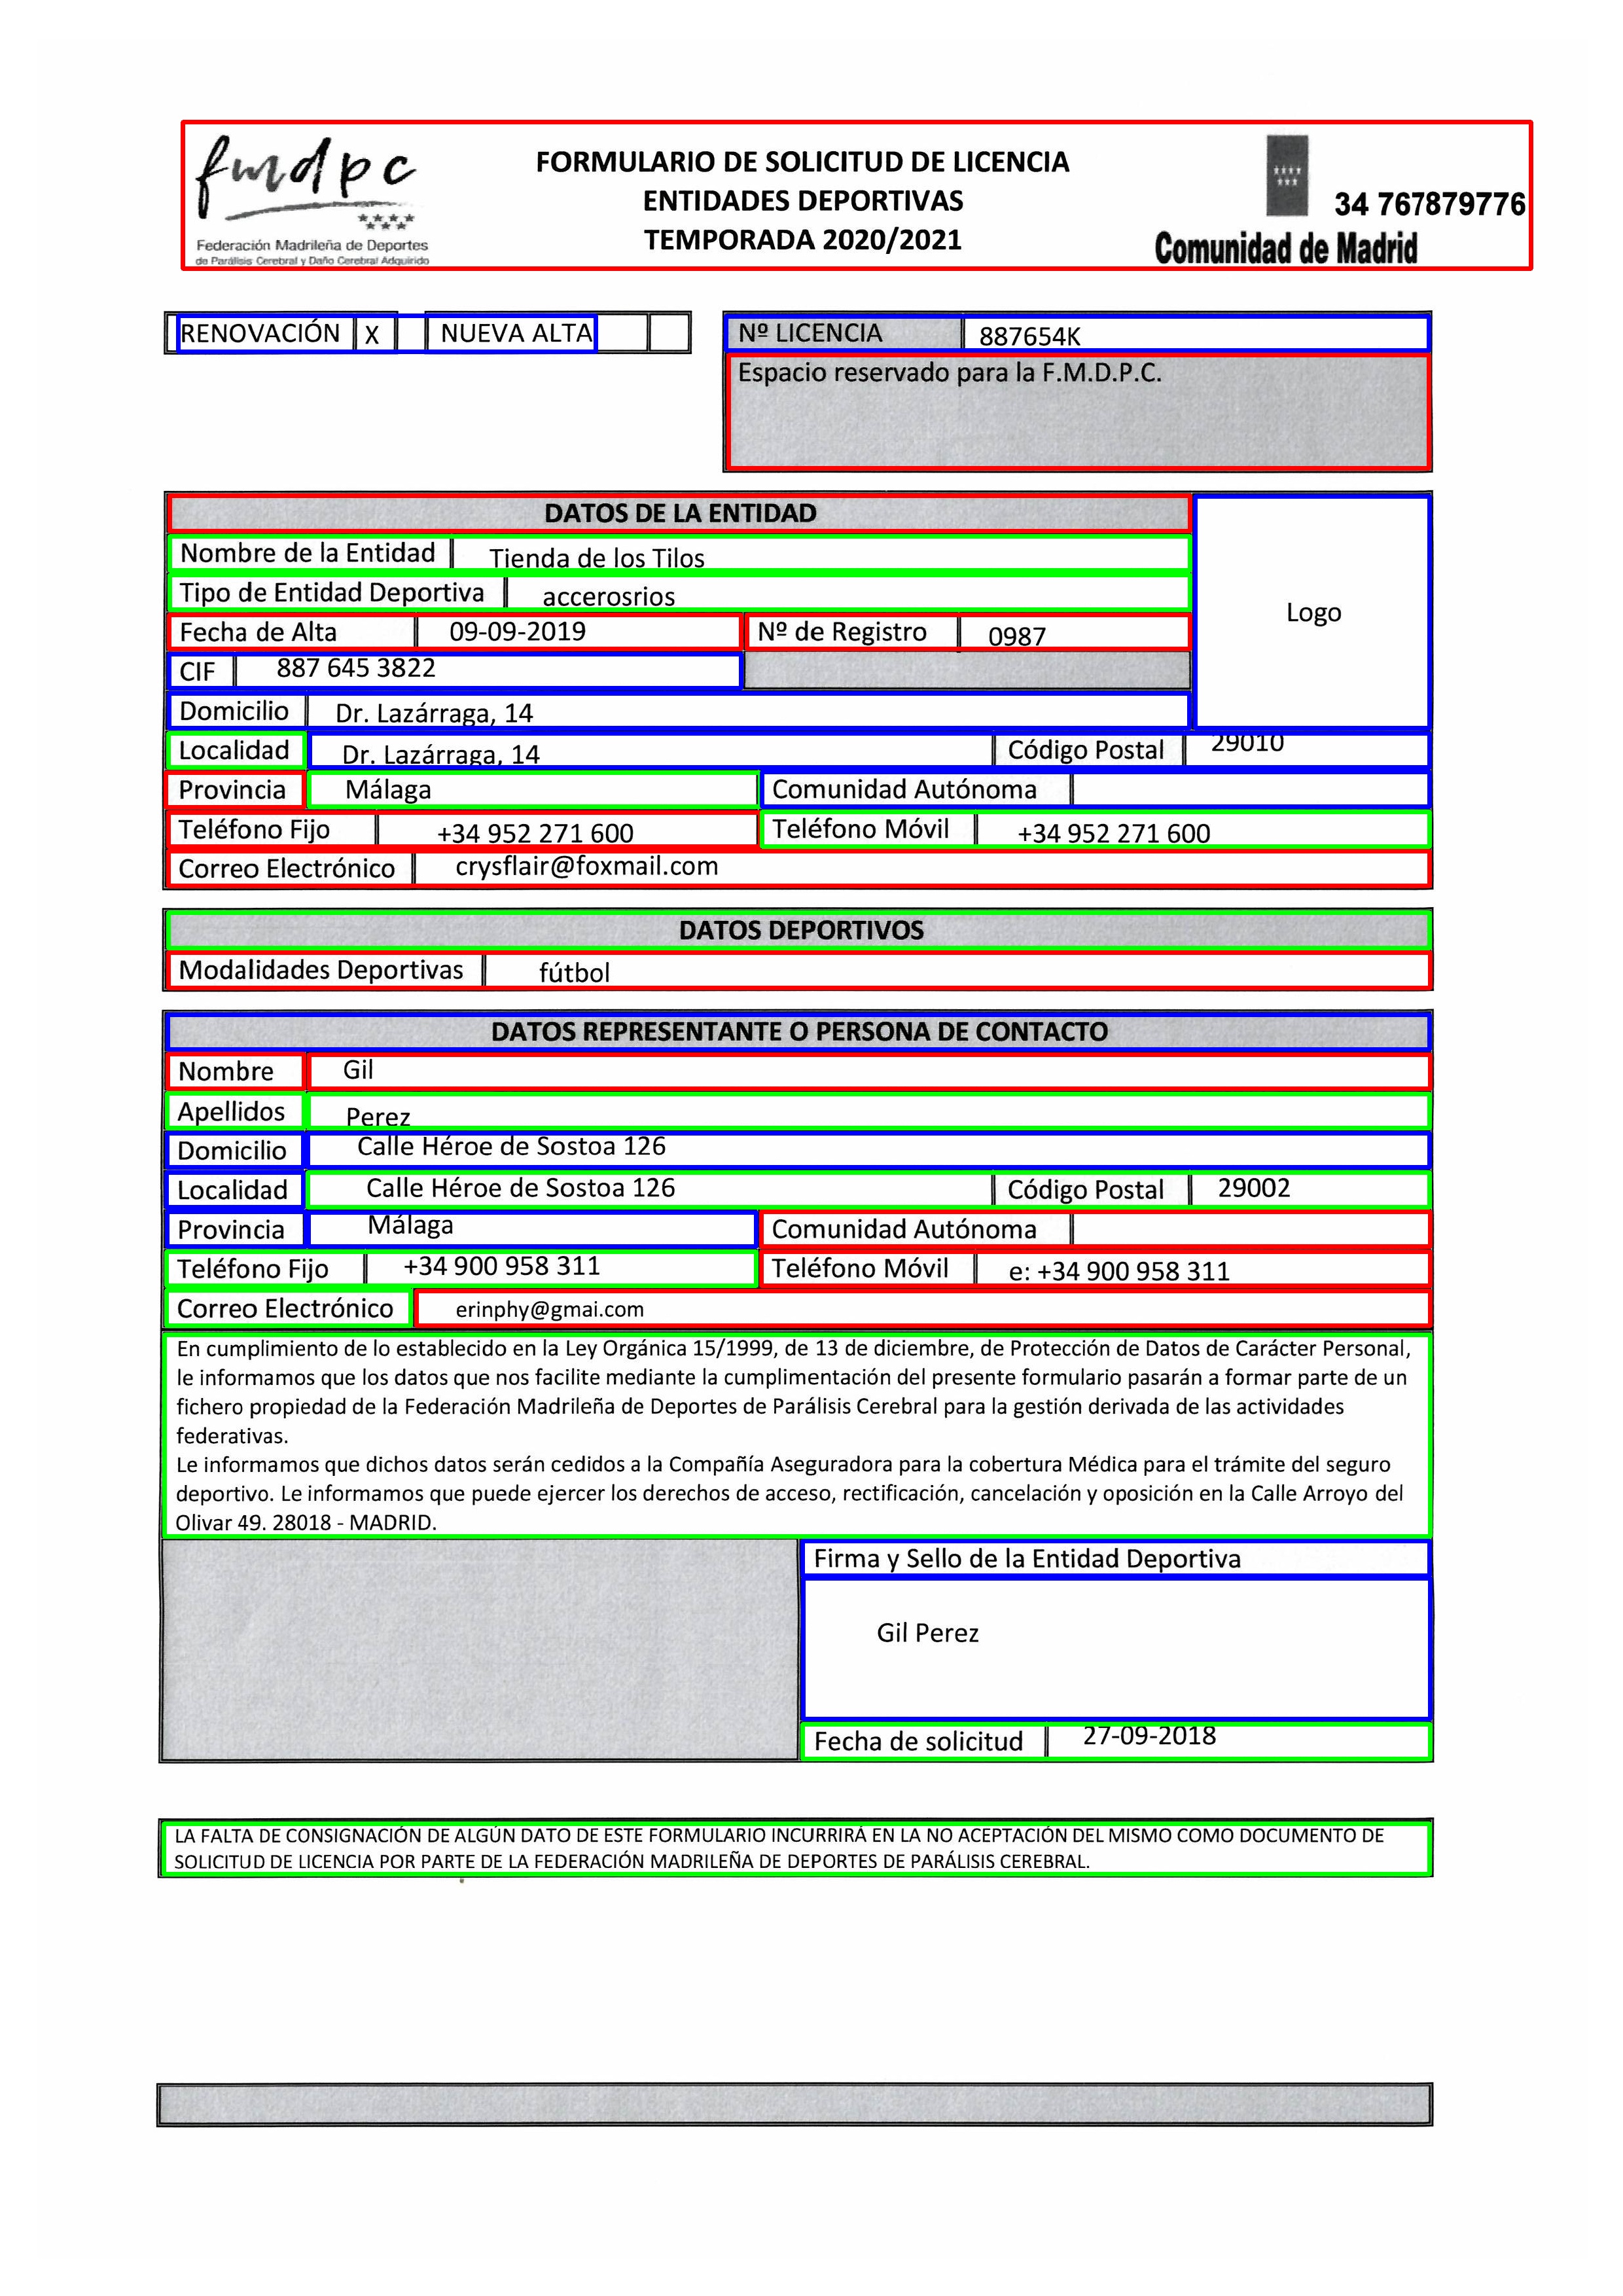 fmdpc
Federación Madrileña de Deportes
de Parálisis Cerebral y Daño Cerebral Adquirido
FORMULARIO DE SOLICITUD DE LICENCIA
ENTIDADES DEPORTIVAS
TEMPORADA 2020/2021
34 767879776
Comunidad de Madrid
RENOVACIÓN X NUEVA ALTA
Nº LICENCIA 887654K
Espacio reservado para la F.M.D.P.C.
DATOS DE LA ENTIDAD
Nombre de la Entidad Tienda de los Tilos
Tipo de Entidad Deportiva accerosrios
Logo
Fecha de Alta 09-09-2019 Nº de Registro 0987
CIF 887 645 3822
Domicilio Dr. Lazárraga, 14
Localidad Dr. Lazárraga, 14 Código Postal 29010
Provincia Málaga Comunidad Autónoma
Teléfono Fijo +34 952 271 600 Teléfono Móvil +34 952 271 600
Correo Electrónico crysflair@foxmail.com
DATOS DEPORTIVOS
Modalidades Deportivas fútbol
DATOS REPRESENTANTE O PERSONA DE CONTACTO
Nombre Gil
Apellidos Perez
Domicilio Calle Héroe de Sostoa 126
Localidad Calle Héroe de Sostoa 126 Código Postal 29002
Provincia Málaga Comunidad Autónoma
Teléfono Fijo +34 900 958 311 Teléfono Móvil e: +34 900 958 311
Correo Electrónico erinphy@gmai.com
En cumplimiento de lo establecido en la Ley Orgánica 15/1999, de 13 de diciembre, de Protección de Datos de Carácter Personal,
le informamos que los datos que nos facilite mediante la cumplimentación del presente formulario pasarán a formar parte de un
fichero propiedad de la Federación Madrileña de Deportes de Parálisis Cerebral para la gestión derivada de las actividades
federativas.
Le informamos que dichos datos serán cedidos a la Compañía Aseguradora para la cobertura Médica para el trámite del seguro
deportivo. Le informamos que puede ejercer los derechos de acceso, rectificación, cancelación y oposición en la Calle Arroyo del
Olivar 49. 28018 - MADRID.
Firma y Sello de la Entidad Deportiva
Gil Perez
Fecha de solicitud 27-09-2018
LA FALTA DE CONSIGNACIÓN DE ALGÚN DATO DE ESTE FORMULARIO INCURRIRÁ EN LA NO ACEPTACIÓN DEL MISMO COMO DOCUMENTO DE
SOLICITUD DE LICENCIA POR PARTE DE LA FEDERACIÓN MADRILEÑA DE DEPORTES DE PARÁLISIS CEREBRAL.